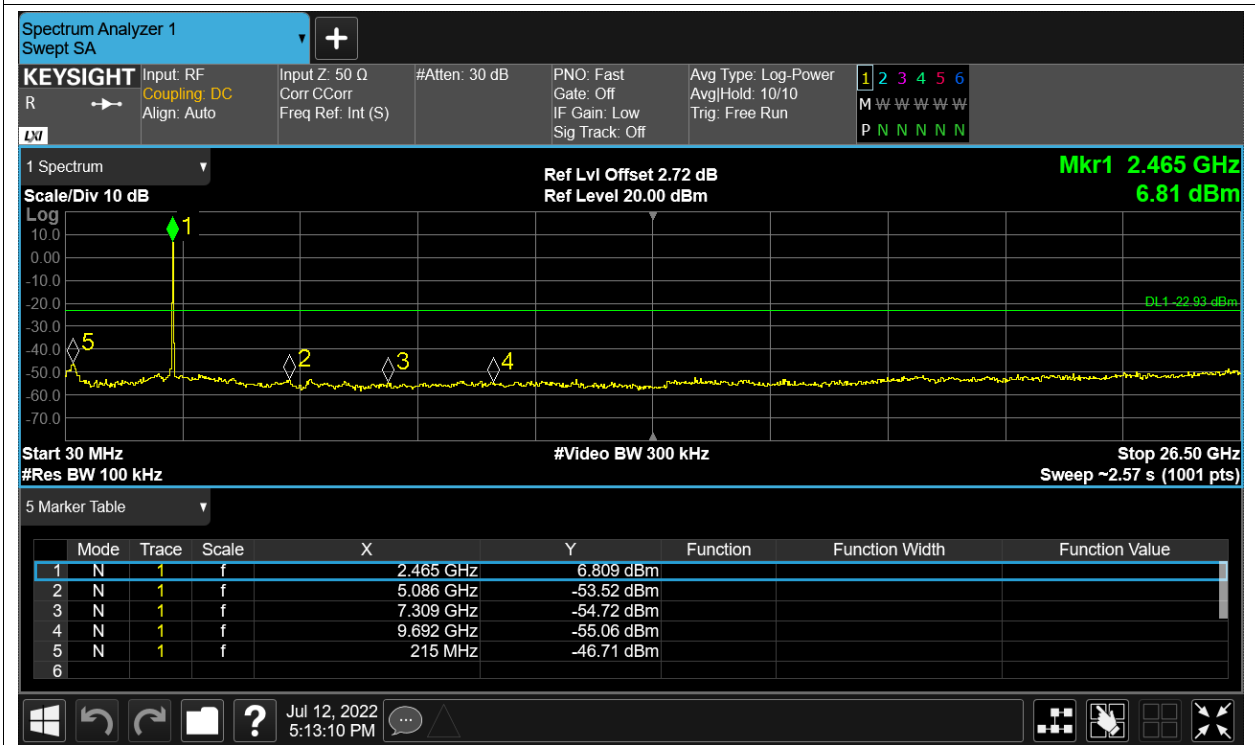 Spectrum Analyzer 1
Swept SA
KEYSIGHT Input: RF Input Z: 50 Ω #Atten: 30 dB PNO: Fast Avg Type: Log-Power 1 2 3 4 5 6
R Coupling: DC Corr CCorr Gate: Off Avg|Hold: 10/10 M W W W W W
Align: Auto Freq Ref: Int (S) IF Gain: Low Trig: Free Run
LXI Sig Track: Off P N N N N N
1 Spectrum Ref Lvl Offset 2.72 dB Mkr1 2.465 GHz
Scale/Div 10 dB Ref Level 20.00 dBm 6.81 dBm
Log
10.0 1
0.00
-10.0
-20.0 DL1 -22.93 dBm
-30.0
-40.0 5 2 3 4
-50.0
-60.0
-70.0
Start 30 MHz #Video BW 300 kHz Stop 26.50 GHz
#Res BW 100 kHz Sweep ~2.57 s (1001 pts)
5 Marker Table
Mode Trace Scale X Y Function Function Width Function Value
1 N 1 f 2.465 GHz 6.809 dBm
2 N 1 f 5.086 GHz -53.52 dBm
3 N 1 f 7.309 GHz -54.72 dBm
4 N 1 f 9.692 GHz -55.06 dBm
5 N 1 f 215 MHz -46.71 dBm
6
? Jul 12, 2022
5:13:10 PM